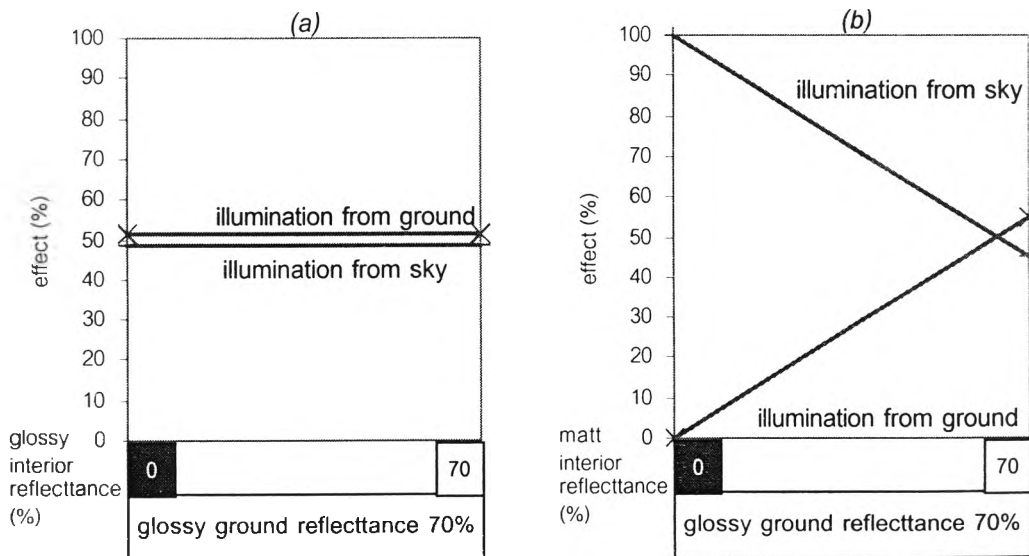 (a)
100
90
80
70
60
50
40
30
20
10
0
effect (%)
illumination from ground
illumination from sky
glossy
interior
reflecttance
(%)
0
70
glossy ground reflecttance 70%
(b)
100
90
80
70
60
50
40
30
20
10
0
effect (%)
illumination from sky
illumination from ground
matt
interior
reflecttance
(%)
0
70
glossy ground reflecttance 70%